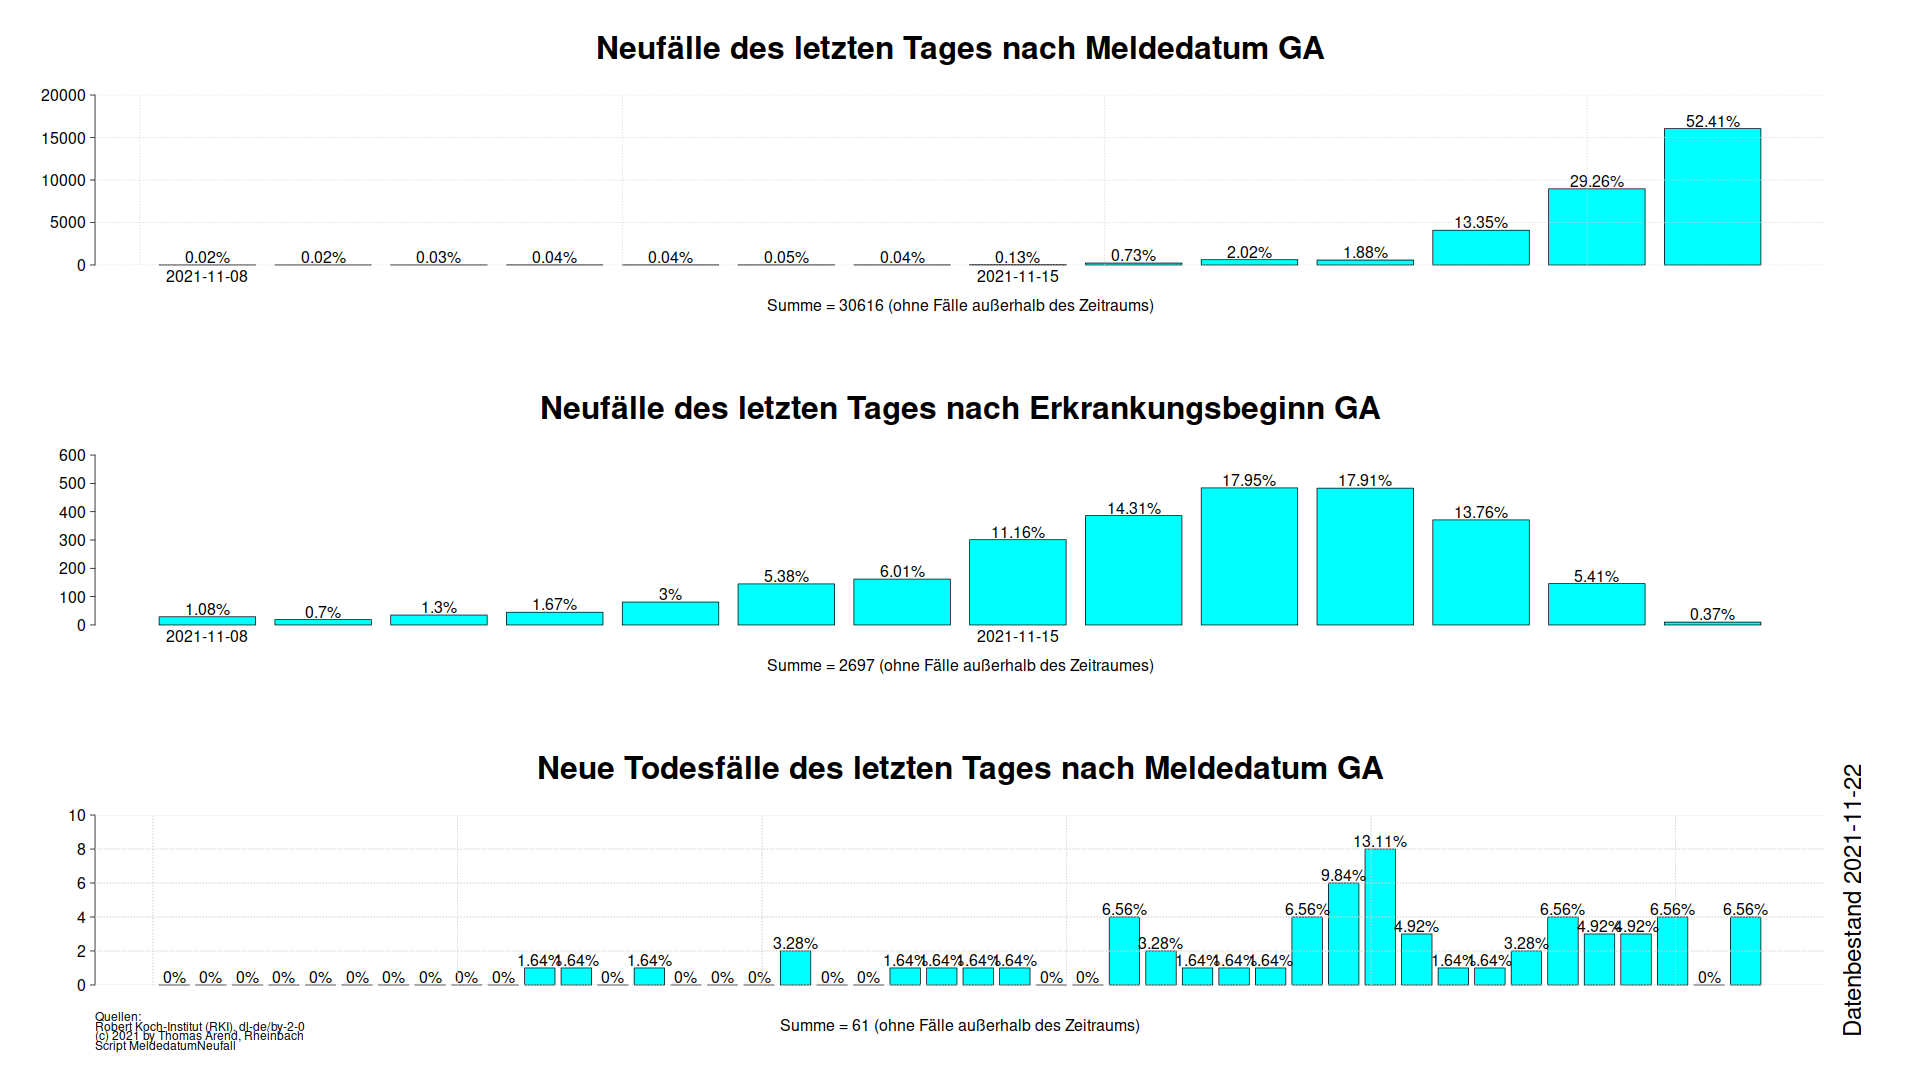 Neufälle des letzten Tages nach Meldedatum GA
20000
15000
10000
5000
0
0.02% 0.02% 0.03% 0.04% 0.04% 0.05% 0.04% 0.13% 0.73% 2.02% 1.88% 13.35% 29.26% 52.41%
2021-11-08 2021-11-15
Summe = 30616 (ohne Fälle außerhalb des Zeitraums)
Neufälle des letzten Tages nach Erkrankungsbeginn GA
600
500
400
300
200
100
0
1.08% 0.7% 1.3% 1.67% 3% 5.38% 6.01% 11.16% 14.31% 17.95% 17.91% 13.76% 5.41% 0.37%
2021-11-08 2021-11-15
Summe = 2697 (ohne Fälle außerhalb des Zeitraumes)
Neue Todesfälle des letzten Tages nach Meldedatum GA
10
8
6
4
2
0
0% 0% 0% 0% 0% 0% 0% 0% 0% 0% 1.64% 1.64% 0% 1.64% 0% 0% 0% 3.28% 0% 0% 1.64% 1.64% 1.64% 1.64% 0% 0% 6.56% 3.28% 1.64% 1.64% 1.64% 6.56% 9.84% 13.11% 4.92% 1.64% 1.64% 3.28% 6.56% 4.92% 4.92% 6.56% 0% 6.56%
Summe = 61 (ohne Fälle außerhalb des Zeitraums)
Quellen:
Robert Koch-Institut (RKI), dl-de/by-2-0
(c) 2021 by Thomas Arend, Rheinbach
Script MeldedatumNeufall
Datenbestand 2021-11-22